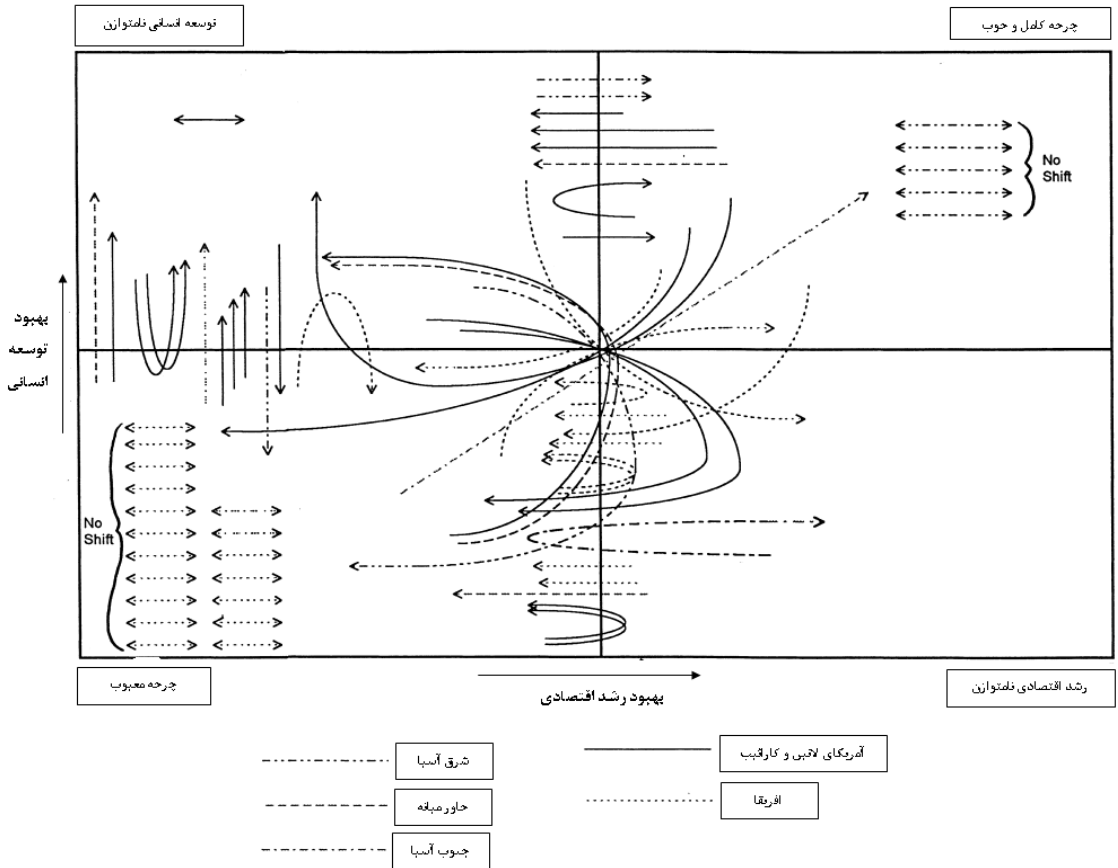 توسعه انسانی نامتوازن
چرخه کامل و خوب
No
Shift
بهبود
توسعه
انسانی
No
Shift
چرخه معیوب
بهبود رشد اقتصادی
رشد اقتصادی نامتوازن
شرق آسیا
آمریکای لاتین و کارائیب
خاورمیانه
افریقا
جنوب آسیا